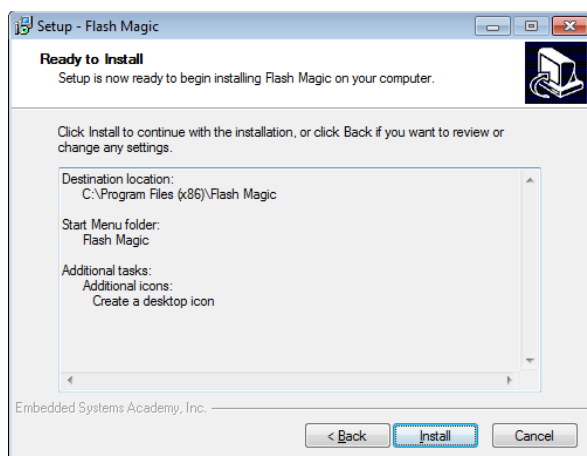 Setup - Flash Magic
Ready to Install
Setup is now ready to begin installing Flash Magic on your computer.
Click Install to continue with the installation, or click Back if you want to review or
change any settings.
Destination location:
C:\Program Files (x86)\Flash Magic
Start Menu folder:
Flash Magic
Additional tasks:
Additional icons:
Create a desktop icon
Embedded Systems Academy, Inc.
< Back
Install
Cancel